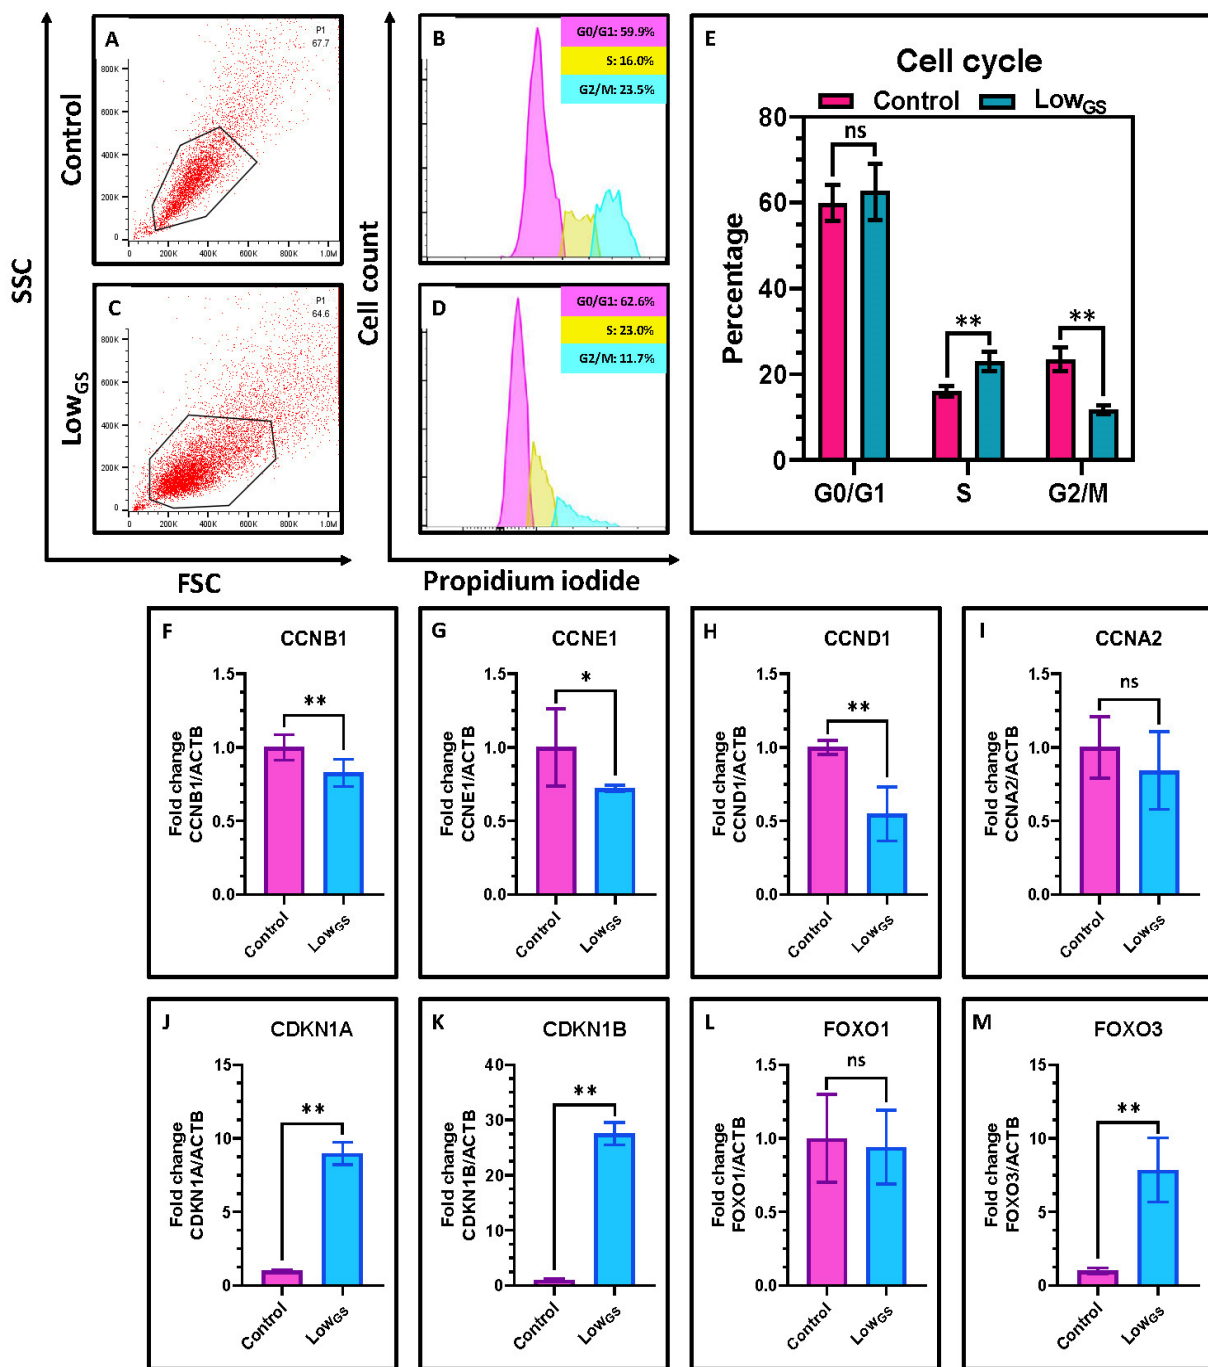 Control
SSC
A
P1
67.7
800K
600K
400K
200K
0
0 200K 400K 600K 800K 1.0M
LowGS
C
P1
64.6
800K
600K
400K
200K
0
0 200K 400K 600K 800K 1.0M
FSC
Cell count
B
G0/G1: 59.9%
S: 16.0%
G2/M: 23.5%
D
G0/G1: 62.6%
S: 23.0%
G2/M: 11.7%
Propidium iodide
E
Cell cycle
Control LowGS
Percentage
80
60
40
20
0
ns
**
**
G0/G1 S G2/M
F
CCNB1
Fold change
CCNB1/ACTB
1.5
1.0
0.5
0.0
**
Control LowGS
G
CCNE1
Fold change
CCNE1/ACTB
1.5
1.0
0.5
0.0
*
Control LowGS
H
CCND1
Fold change
CCND1/ACTB
1.5
1.0
0.5
0.0
**
Control LowGS
I
CCNA2
Fold change
CCNA2/ACTB
1.5
1.0
0.5
0.0
ns
Control LowGS
J
CDKN1A
Fold change
CDKN1A/ACTB
15
10
5
0
**
Control LowGS
K
CDKN1B
Fold change
CDKN1B/ACTB
40
30
20
10
0
**
Control LowGS
L
FOXO1
Fold change
FOXO1/ACTB
1.5
1.0
0.5
0.0
ns
Control LowGS
M
FOXO3
Fold change
FOXO3/ACTB
15
10
5
0
**
Control LowGS